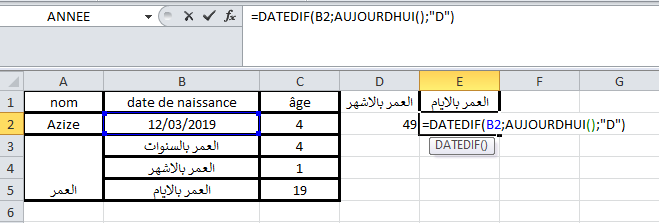 ANNEE =DATEDIF(B2;AUJOURDHUI();"D")
A B C D E F G
1 nom date de naissance âge العمر بالاشهر العمر بالايام
2 Azize 12/03/2019 4 49 =DATEDIF(B2;AUJOURDHUI();"D")
3 العمر بالسنوات 4
DATEDIF()
4 العمر بالاشهر 1
5 العمر العمر بالايام 19
6